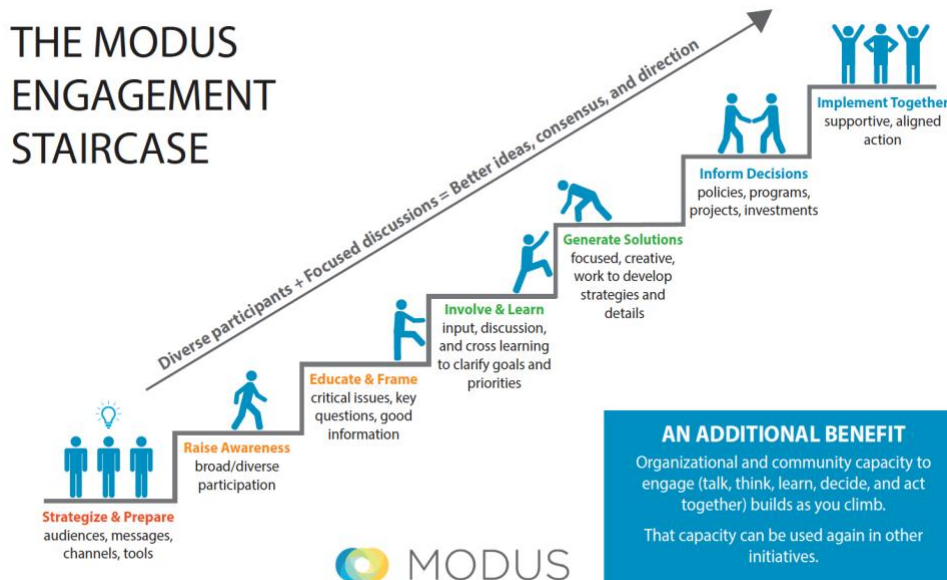 THE MODUS
ENGAGEMENT
STAIRCASE
Diverse participants + Focused discussions = Better ideas, consensus, and direction
Strategize & Prepare
audiences, messages,
channels, tools
Raise Awareness
broad/diverse
participation
Educate & Frame
critical issues, key
questions, good
information
Involve & Learn
input, discussion,
and cross learning
to clarify goals and
priorities
Generate Solutions
focused, creative,
work to develop
strategies and
details
Inform Decisions
policies, programs,
projects, investments
Implement Together
supportive, aligned
action
AN ADDITIONAL BENEFIT
Organizational and community capacity to
engage (talk, think, learn, decide, and act
together) builds as you climb.
That capacity can be used again in other
initiatives.
MODUS